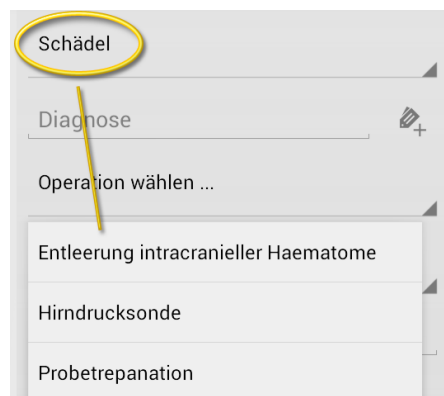 Schädel
Diagnose
Operation wählen ...
Entleerung intracranieller Haematome
Hirndrucksonde
Probetrepanation